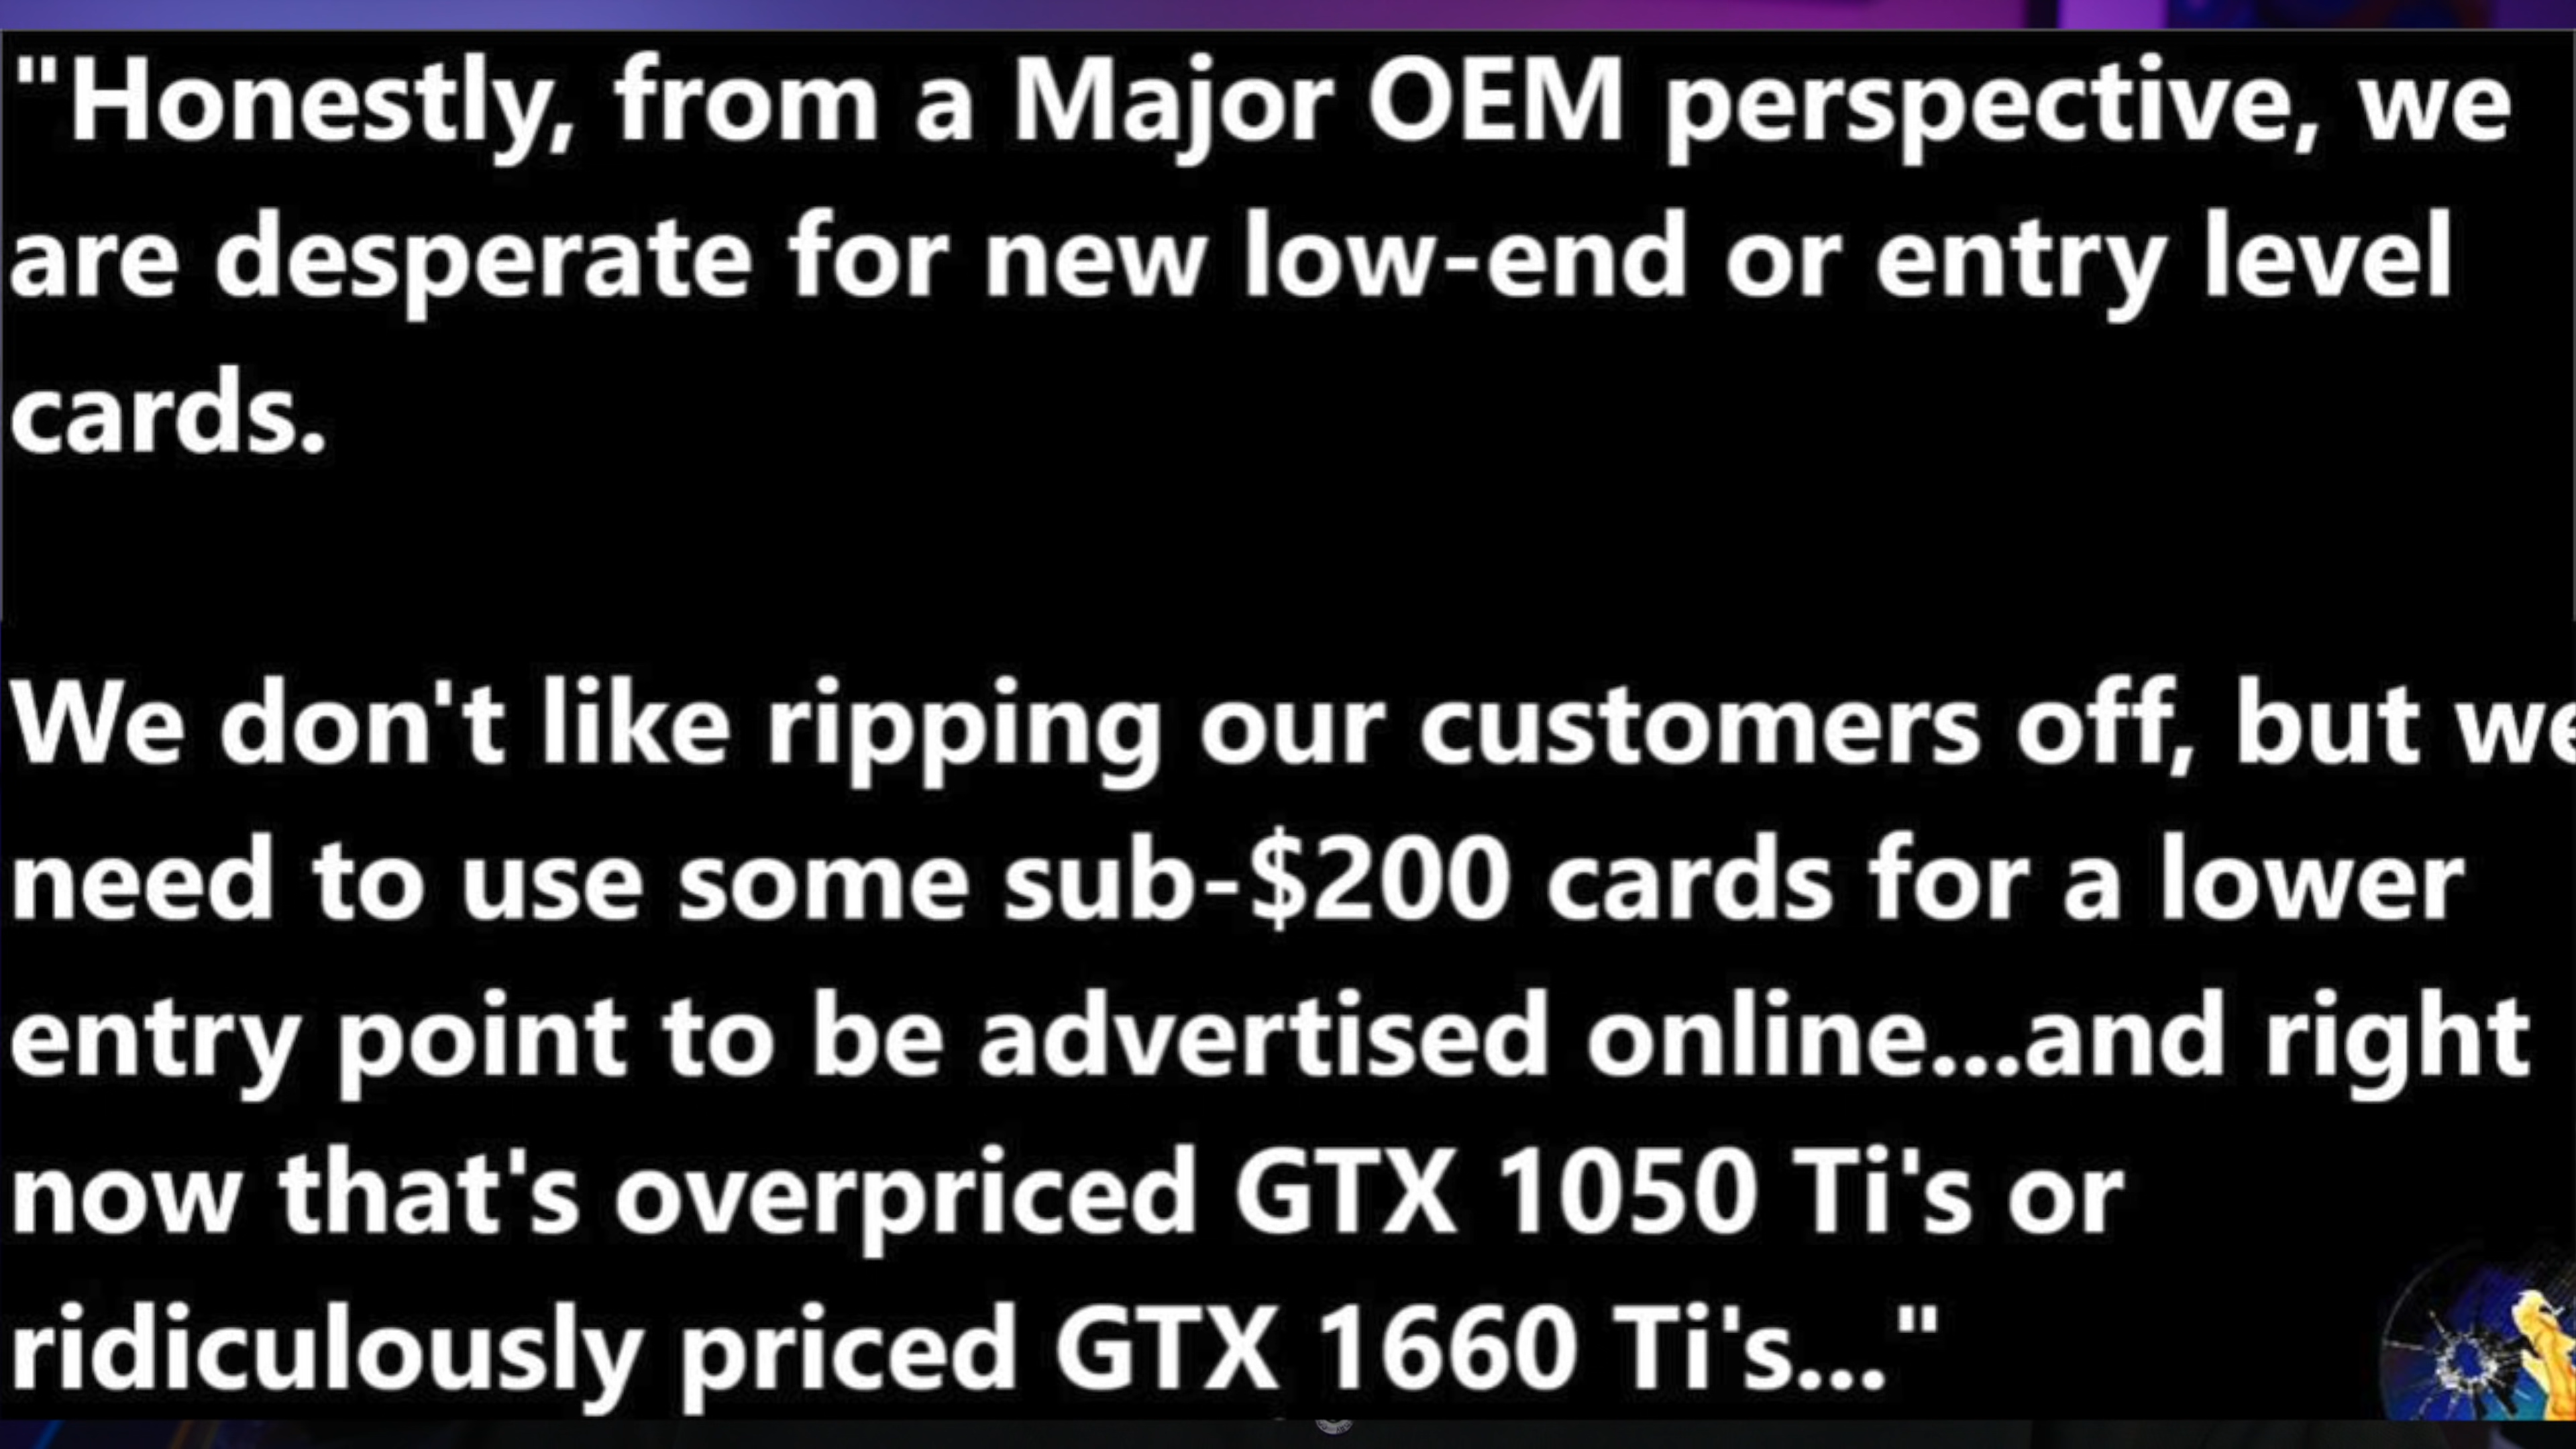 "Honestly, from a Major OEM perspective, we
are desperate for new low-end or entry level
cards.
We don't like ripping our customers off, but we
need to use some sub-$200 cards for a lower
entry point to be advertised online...and right
now that's overpriced GTX 1050 Ti's or
ridiculously priced GTX 1660 Ti's..."